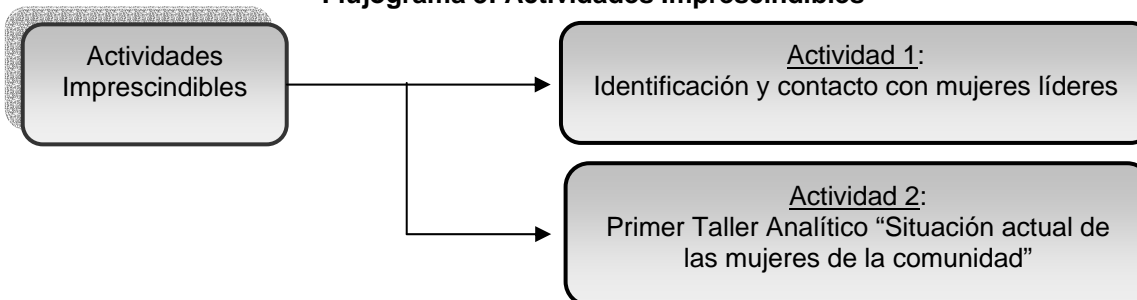 Flujograma 3: Actividades Imprescindibles
Actividades
Imprescindibles
Actividad 1:
Identificación y contacto con mujeres líderes
Actividad 2:
Primer Taller Analítico “Situación actual de
las mujeres de la comunidad”